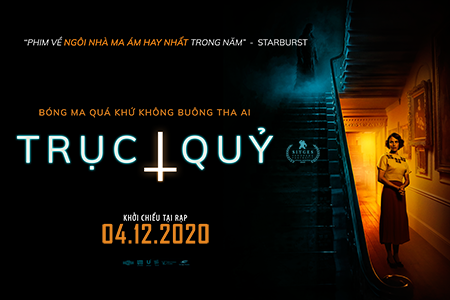 “PHIM VỀ NGÔI NHÀ MA ÁM HAY NHẤT TRONG NĂM” - STARBURST
BÓNG MA QUÁ KHỨ KHÔNG BUÔNG THA AI
TRỤC QUỶ
SITGES
KHỞI CHIẾU TẠI RẠP
04.12.2020